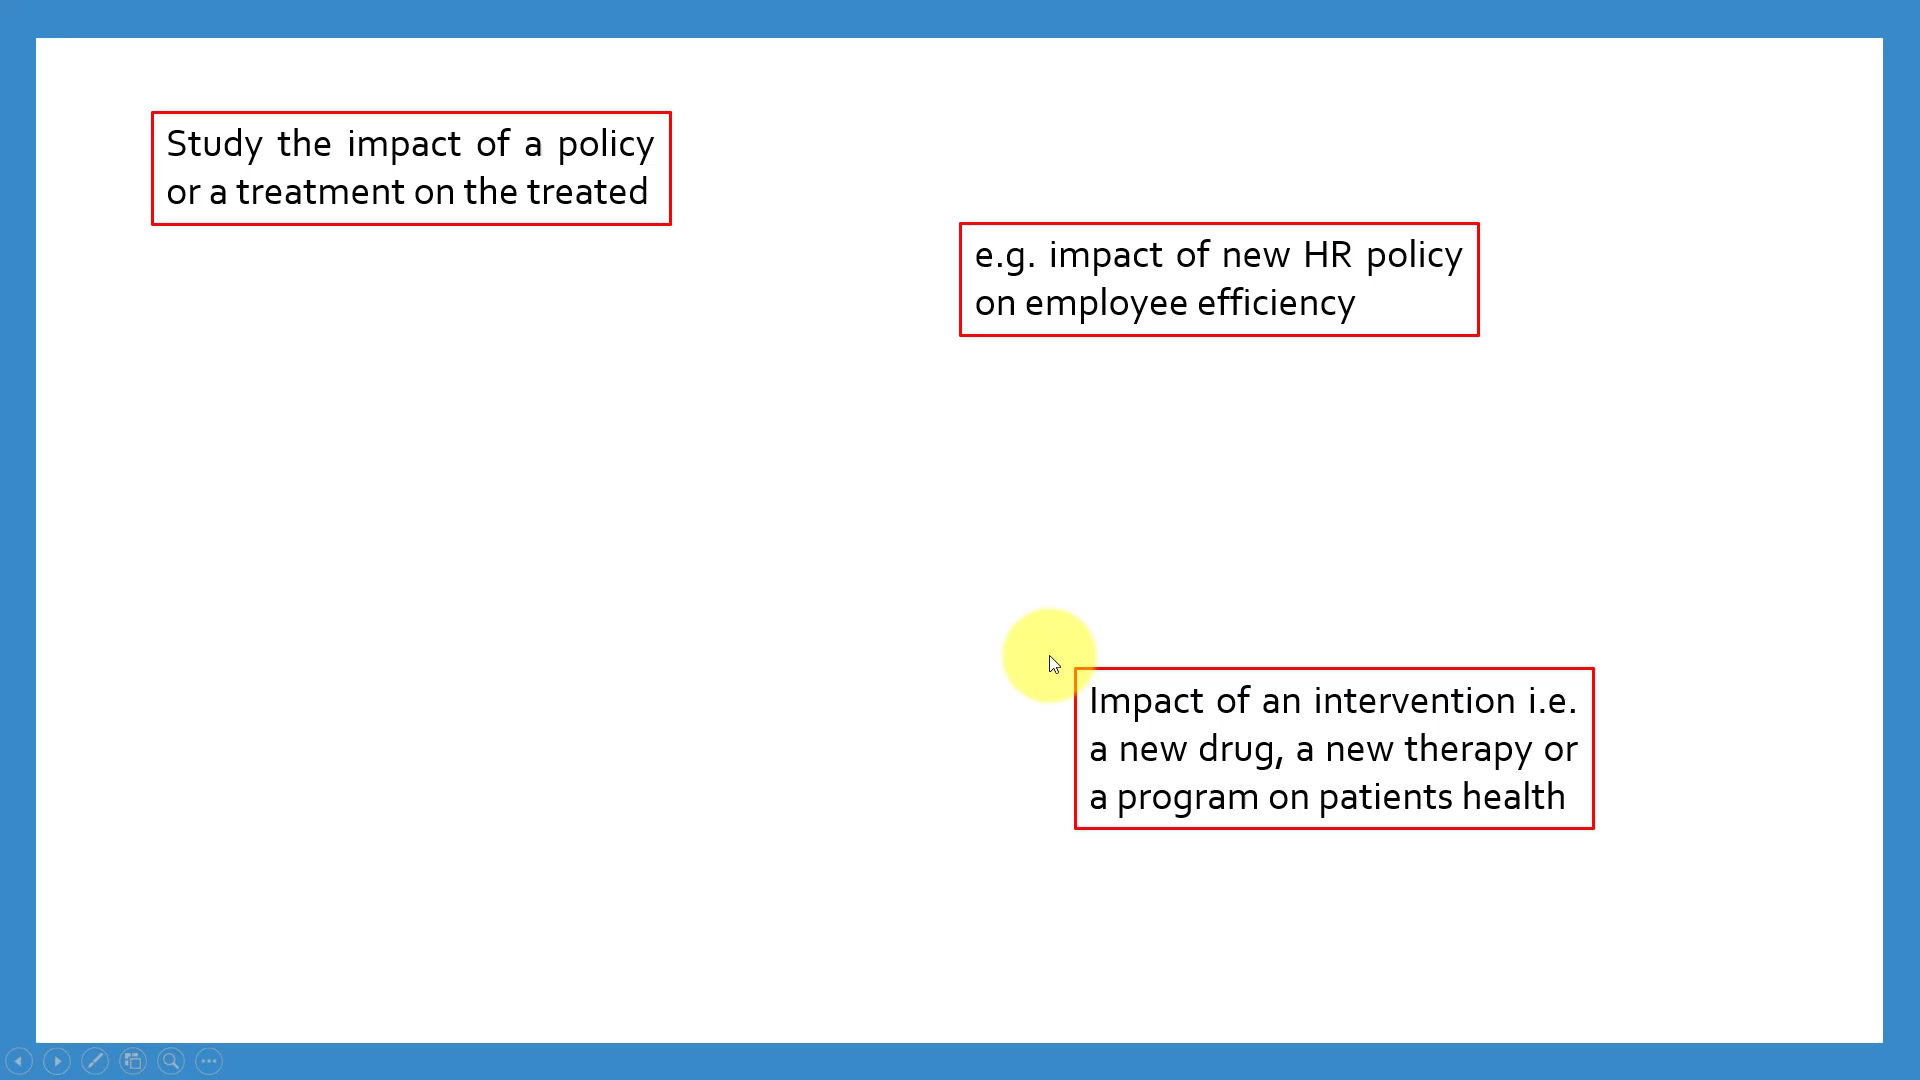 Study the impact of a policy
or a treatment on the treated
e.g. impact of new HR policy
on employee efficiency
Impact of an intervention i.e.
a new drug, a new therapy or
a program on patients health